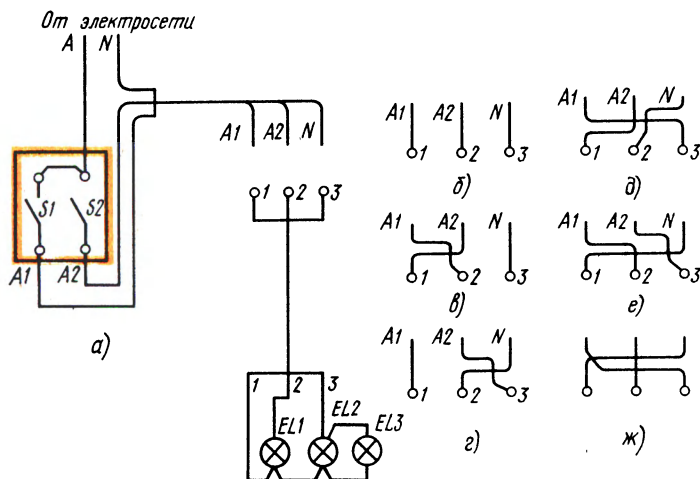 От электросети
A N
A1 A2 N
S1 S2
1 2 3
A1 A2
а)
1 2 3
EL1 EL2 EL3
A1 A2 N
1 2 3
б)
A1 A2 N
1 2 3
в)
A1 A2 N
1 2 3
г)
A1 A2 N
1 2 3
д)
A1 A2 N
1 2 3
е)
ж)